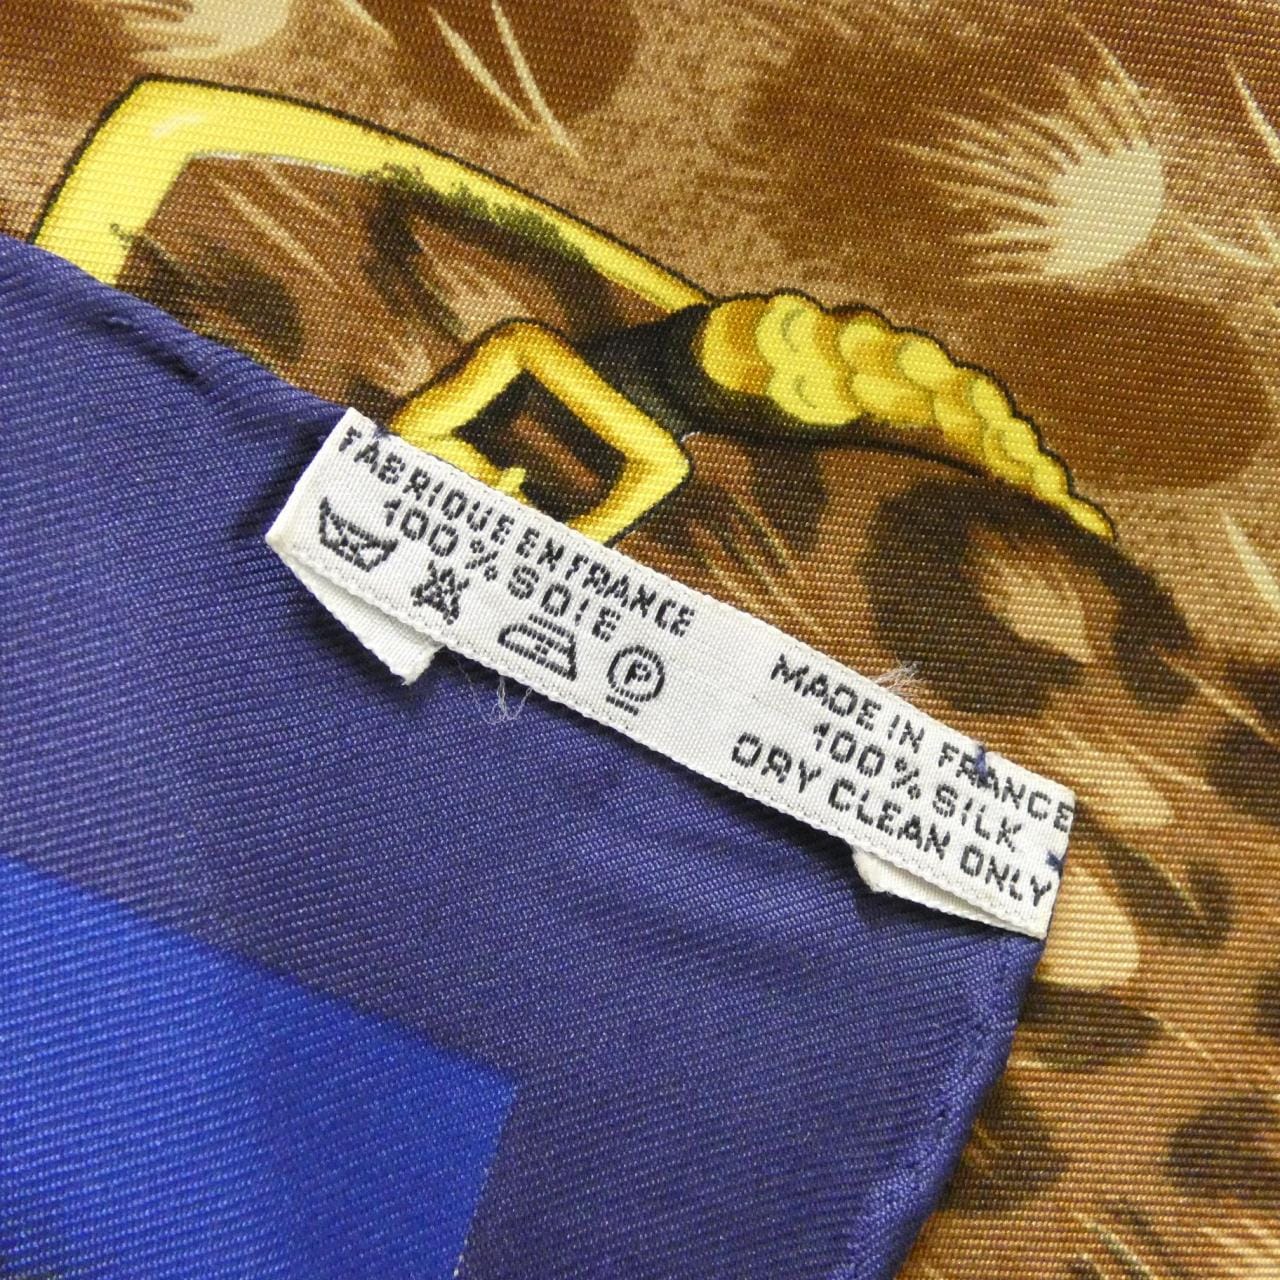 FABRIQUE EN FRANCE
100% SOIE
P
MADE IN FRANCE
100% SILK
DRY CLEAN ONLY